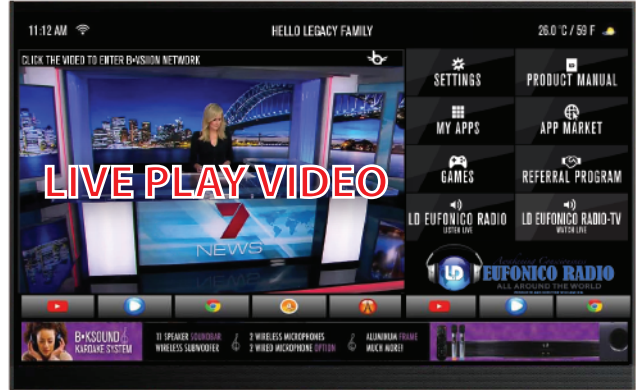 11:12 AM
HELLO LEGACY FAMILY
26.0 °C / 59 F
CLICK THE VIDEO TO ENTER B•VSIION NETWORK
SETTINGS
PRODUCT MANUAL
MY APPS
APP MARKET
GAMES
REFERRAL PROGRAM
LD EUFONICO RADIO
LISTEN LIVE
LD EUFONICO RADIO-TV
WATCH LIVE
LIVE PLAY VIDEO
7
NEWS
LD
EUFONICO RADIO
ALL AROUND THE WORLD
B•KSOUND
KARAOKE SYSTEM
11 SPEAKER SOUNDBAR
WIRELESS SUBWOOFER
2 WIRELESS MICROPHONES
2 WIRED MICROPHONE OPTION
ALUMINUM FRAME
MUCH MORE!!